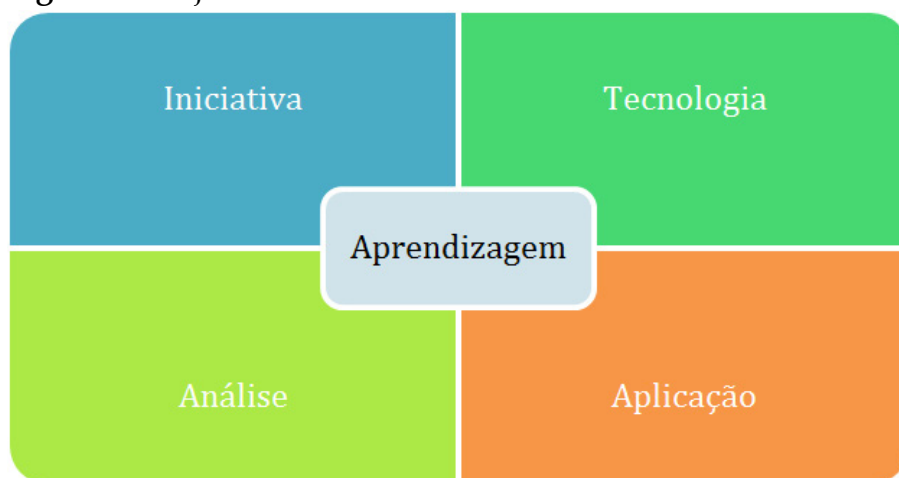 Iniciativa
Tecnologia
Aprendizagem
Análise
Aplicação